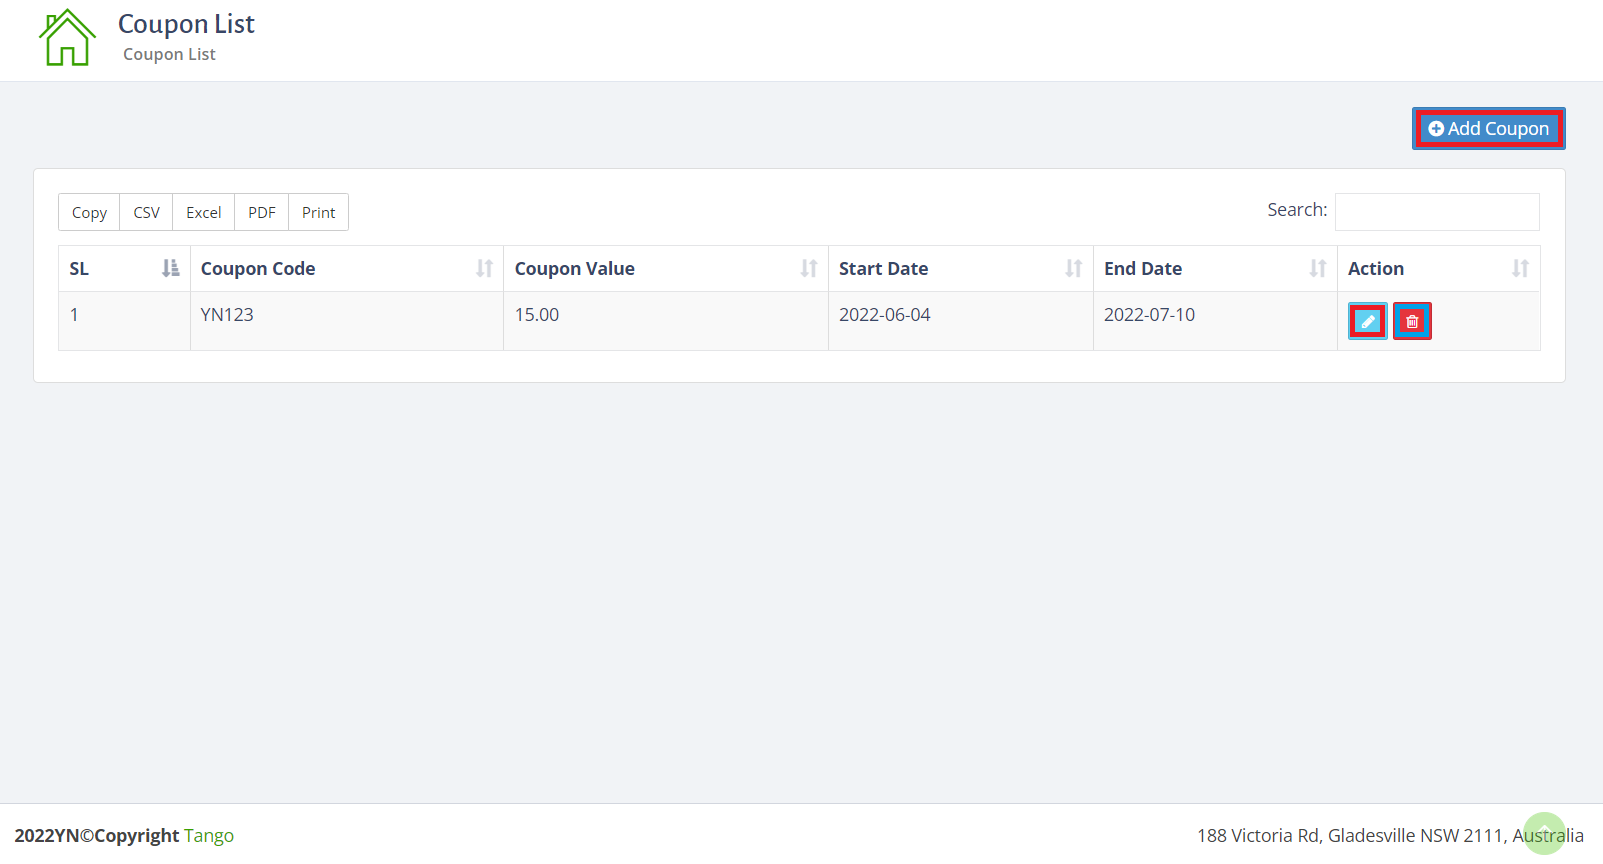 Coupon List
Coupon List
Add Coupon
Copy CSV Excel PDF Print Search:
SL Coupon Code Coupon Value Start Date End Date Action
1 YN123 15.00 2022-06-04 2022-07-10
2022YN©Copyright Tango 188 Victoria Rd, Gladesville NSW 2111, Australia